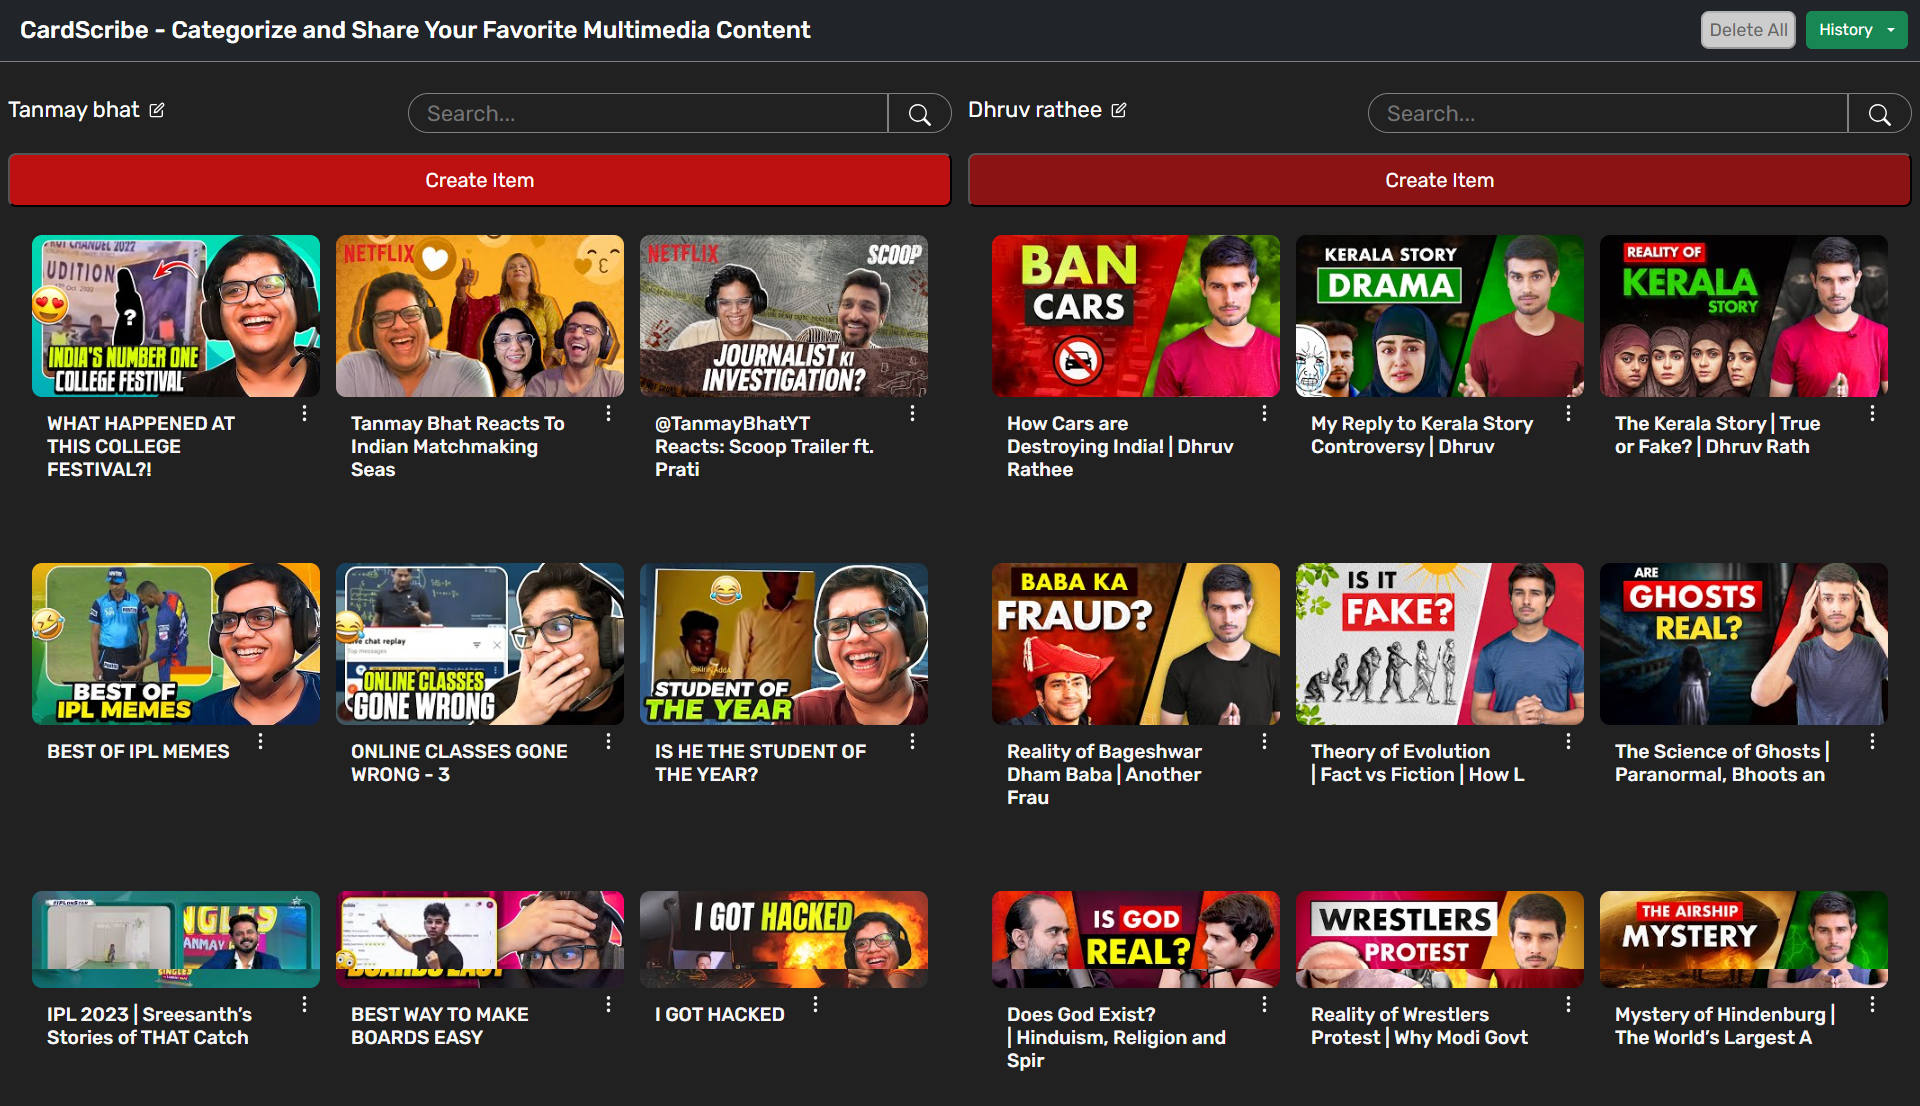 CardScribe - Categorize and Share Your Favorite Multimedia Content
Delete All
History
Tanmay bhat
Search...
Dhruv rathee
Search...
Create Item
Create Item
UDITION
?
INDIA'S NUMBER ONE
COLLEGE FESTIVAL
WHAT HAPPENED AT
THIS COLLEGE
FESTIVAL?!
NETFLIX
Tanmay Bhat Reacts To
Indian Matchmaking
Seas
NETFLIX
SCOOP
JOURNALIST KI
INVESTIGATION?
@TanmayBhatYT
Reacts: Scoop Trailer ft.
Prati
BAN
CARS
How Cars are
Destroying India! | Dhruv
Rathee
KERALA STORY
DRAMA
My Reply to Kerala Story
Controversy | Dhruv
REALITY OF
KERALA
STORY
The Kerala Story | True
or Fake? | Dhruv Rath
BEST OF
IPL MEMES
BEST OF IPL MEMES
chat replay
Top messages
ONLINE CLASSES
GONE WRONG
ONLINE CLASSES GONE
WRONG - 3
STUDENT OF
THE YEAR
IS HE THE STUDENT OF
THE YEAR?
BABA KA
FRAUD?
Reality of Bageshwar
Dham Baba | Another
Frau
IS IT
FAKE?
Theory of Evolution
| Fact vs Fiction | How L
ARE
GHOSTS
REAL?
The Science of Ghosts |
Paranormal, Bhoots an
SINGLES
IPL 2023 | Sreesanth’s
Stories of THAT Catch
BOARDS EASY
BEST WAY TO MAKE
BOARDS EASY
I GOT HACKED
I GOT HACKED
IS GOD
REAL?
Does God Exist?
| Hinduism, Religion and
Spir
WRESTLERS
PROTEST
Reality of Wrestlers
Protest | Why Modi Govt
THE AIRSHIP
MYSTERY
Mystery of Hindenburg |
The World’s Largest A